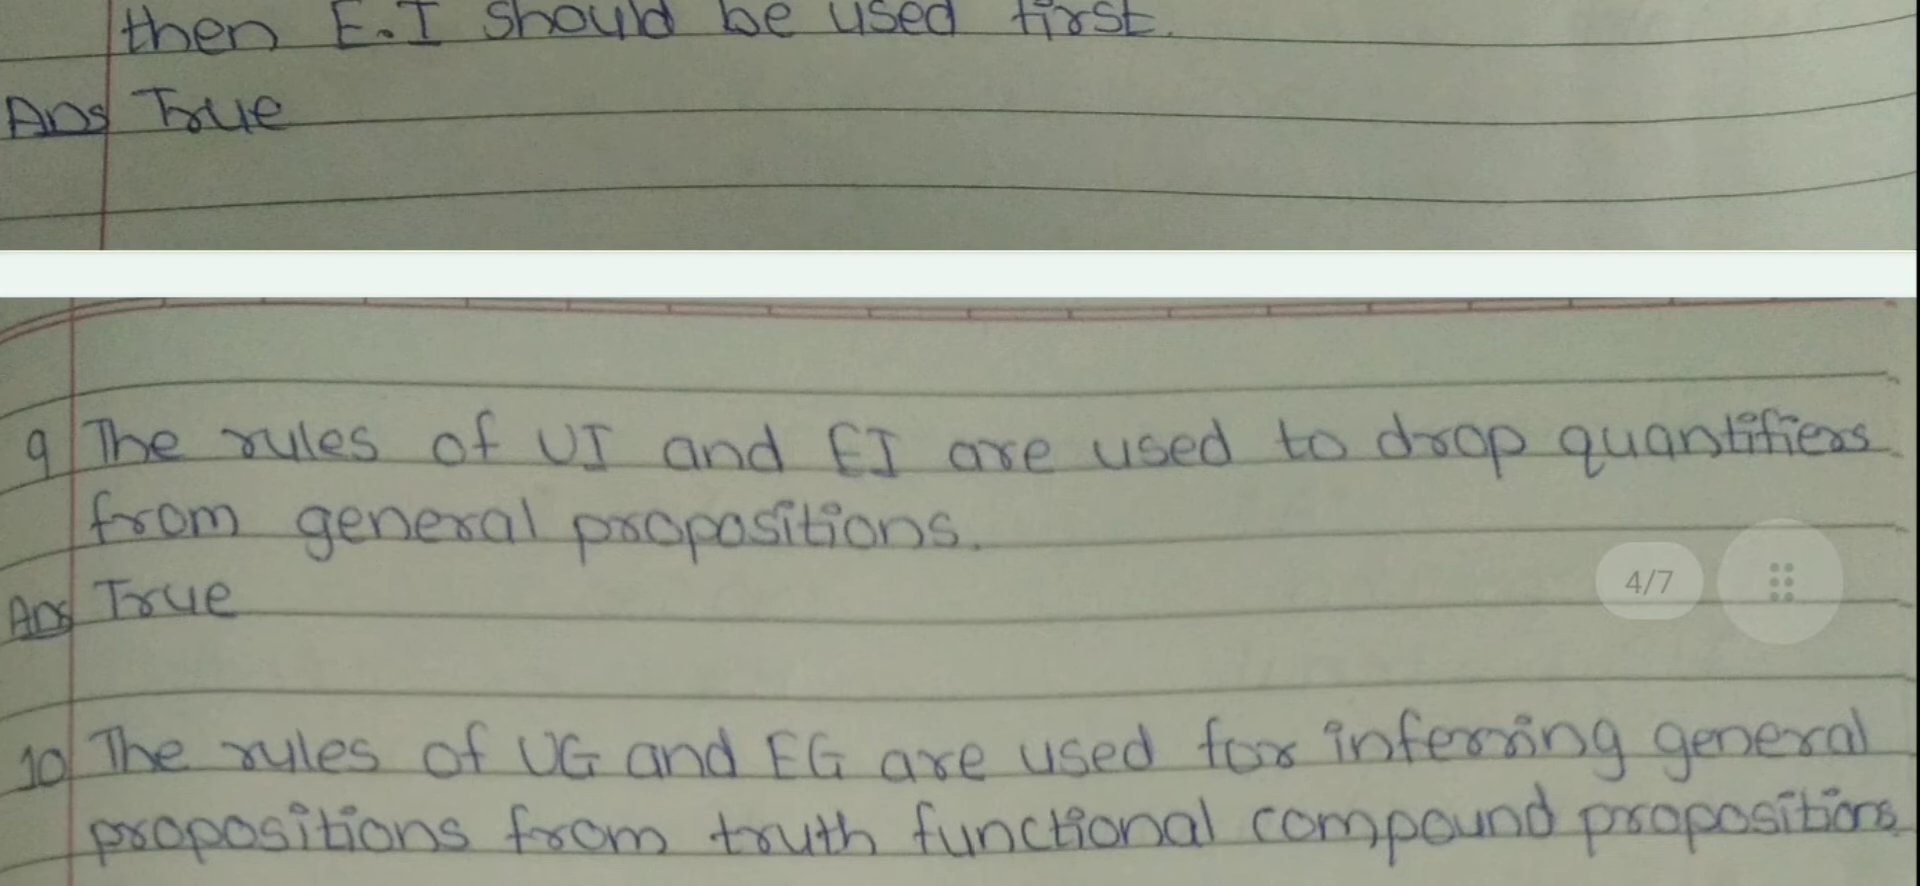 then E.I should be used first.
Ans True
9 The rules of UI and EI are used to drop quantifiers
from general propositions.
4/7
Ans True
10 The rules of UG and EG are used for inferring general
propositions from truth functional compound propositions